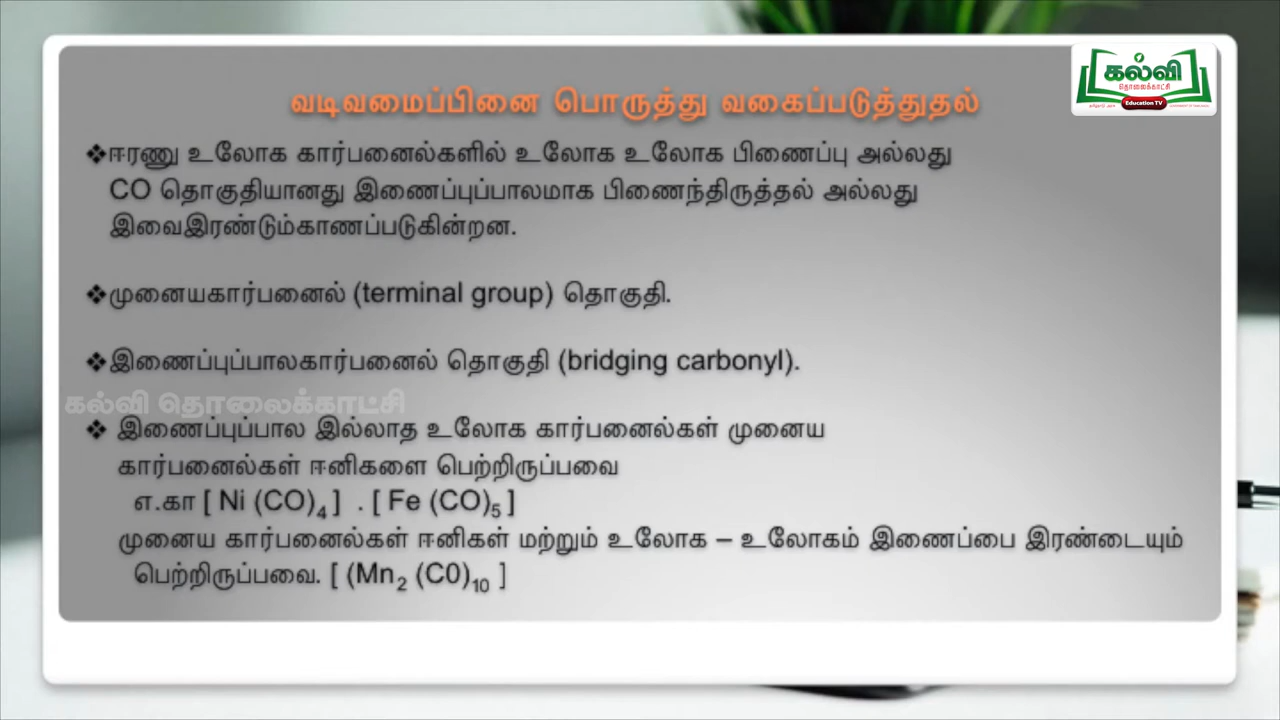 கல்வி
தொலைக்காட்சி
Education TV
வடிவமைப்பினை பொருத்து வகைப்படுத்துதல்
❖ஈரணு உலோக கார்பனைல்களில் உலோக உலோக பிணைப்பு அல்லது
CO தொகுதியானது இணைப்புப்பாலமாக பிணைந்திருத்தல் அல்லது
இவைஇரண்டும்காணப்படுகின்றன.
❖முனையகார்பனைல் (terminal group) தொகுதி.
❖இணைப்புப்பாலகார்பனைல் தொகுதி (bridging carbonyl).
கல்வி தொலைக்காட்சி
❖ இணைப்புப்பால இல்லாத உலோக கார்பனைல்கள் முனைய
கார்பனைல்கள் ஈனிகளை பெற்றிருப்பவை
எ.கா [ Ni (CO)₄ ] . [ Fe (CO)₅ ]
முனைய கார்பனைல்கள் ஈனிகள் மற்றும் உலோக – உலோகம் இணைப்பை இரண்டையும்
பெற்றிருப்பவை. [ (Mn₂ (C0)₁₀ ]